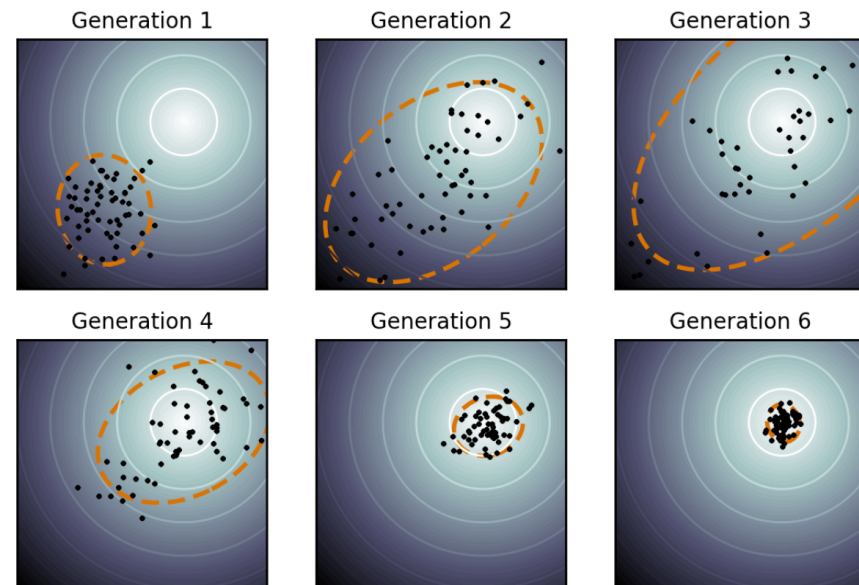 Generation 1
Generation 2
Generation 3
Generation 4
Generation 5
Generation 6